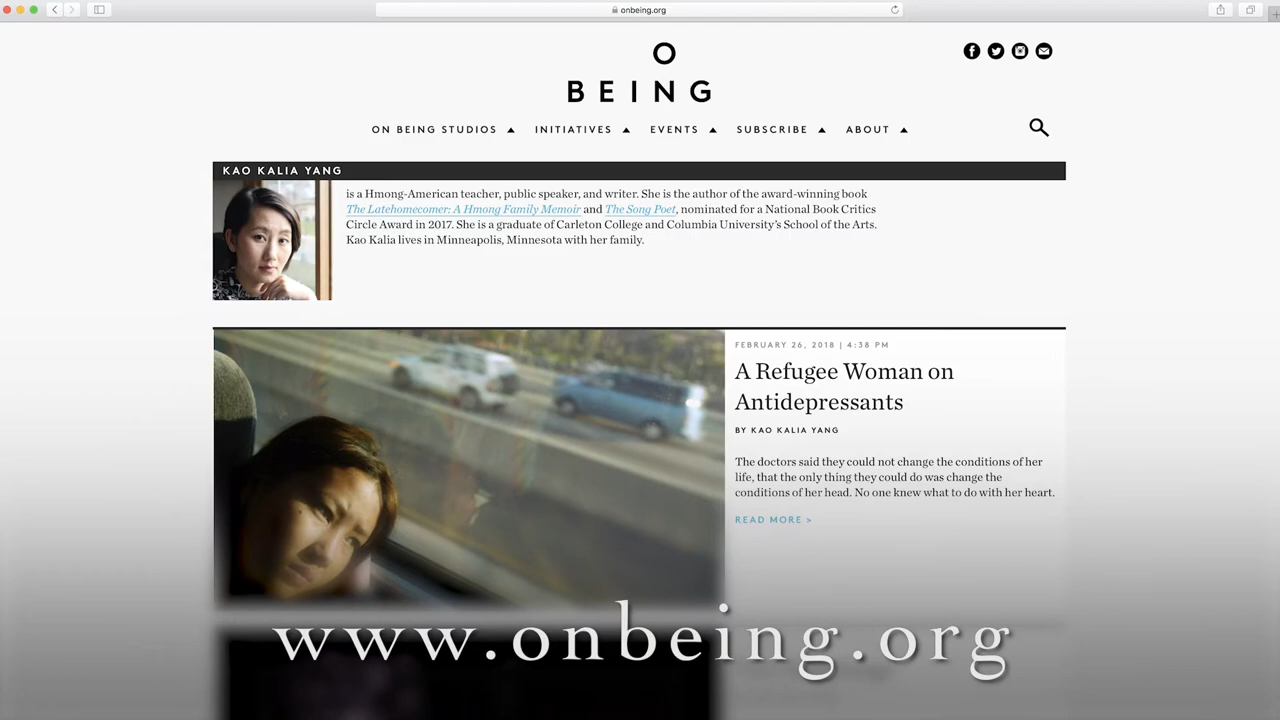 onbeing.org
O
BEING
ON BEING STUDIOS ▲ INITIATIVES ▲ EVENTS ▲ SUBSCRIBE ▲ ABOUT ▲
KAO KALIA YANG
is a Hmong-American teacher, public speaker, and writer. She is the author of the award-winning book
The Latehomecomer: A Hmong Family Memoir and The Song Poet, nominated for a National Book Critics
Circle Award in 2017. She is a graduate of Carleton College and Columbia University's School of the Arts.
Kao Kalia lives in Minneapolis, Minnesota with her family.
FEBRUARY 26, 2018 | 4:38 PM
A Refugee Woman on
Antidepressants
BY KAO KALIA YANG
The doctors said they could not change the conditions of her
life, that the only thing they could do was change the
conditions of her head. No one knew what to do with her heart.
READ MORE >
www.onbeing.org